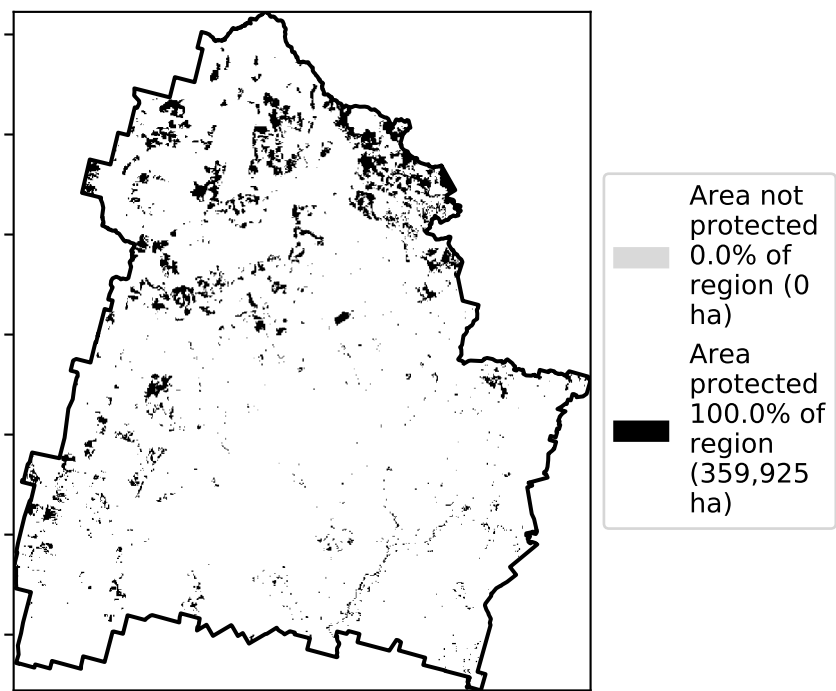 Area not
protected
0.0% of
region (0
ha)
Area
protected
100.0% of
region
(359,925
ha)